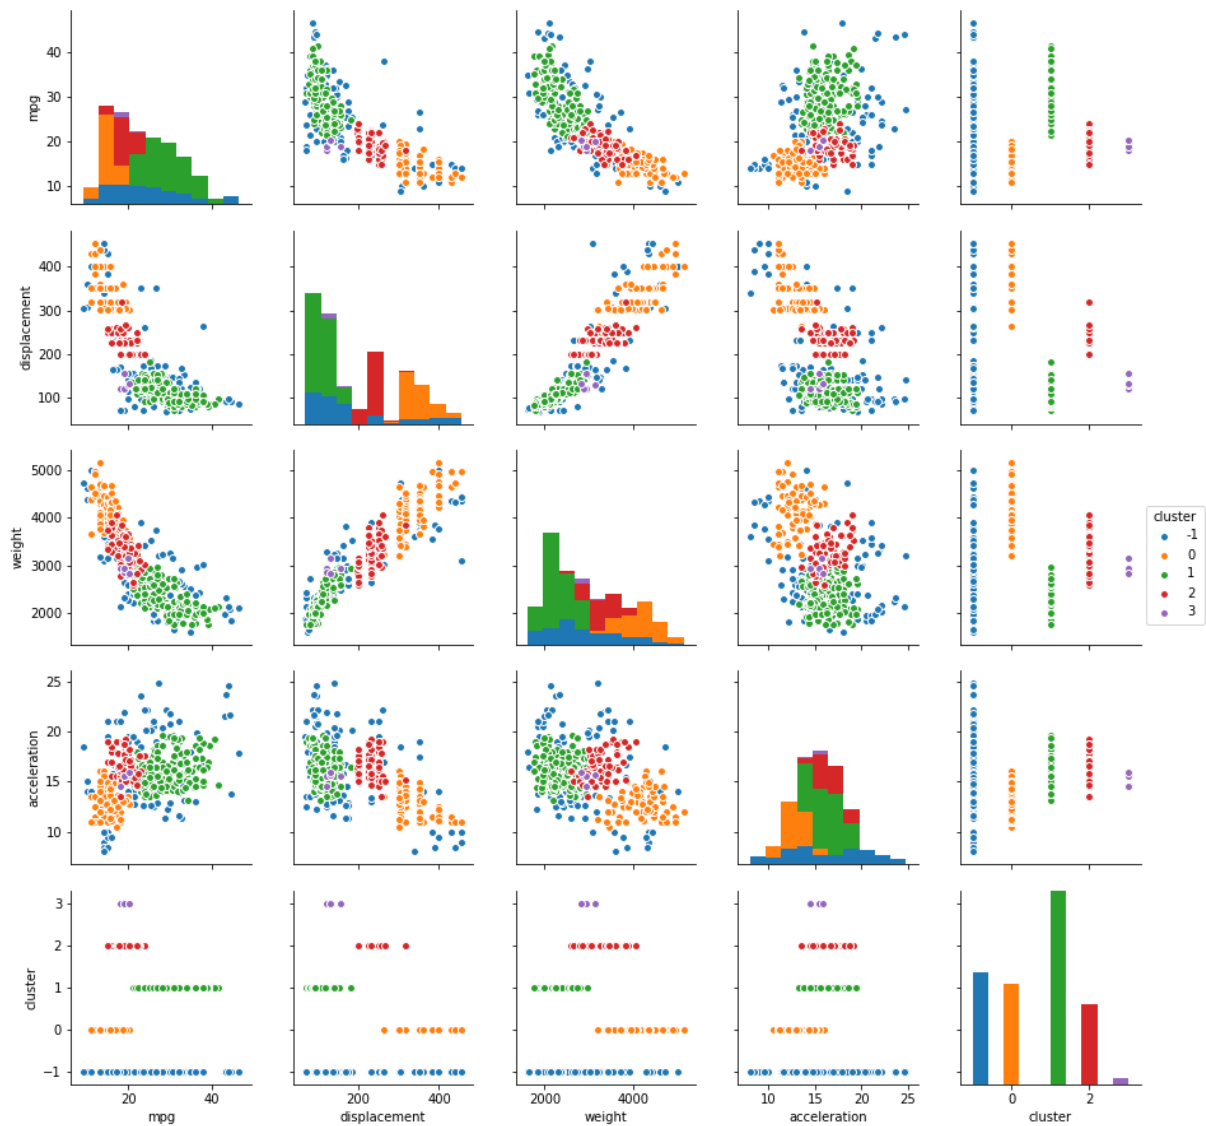 mpg
40
30
20
10
displacement
400
300
200
100
weight
5000
4000
3000
2000
cluster
-1
0
1
2
3
acceleration
25
20
15
10
cluster
3
2
1
0
−1
20 40
mpg
200 400
displacement
2000 4000
weight
10 15 20 25
acceleration
0 2
cluster